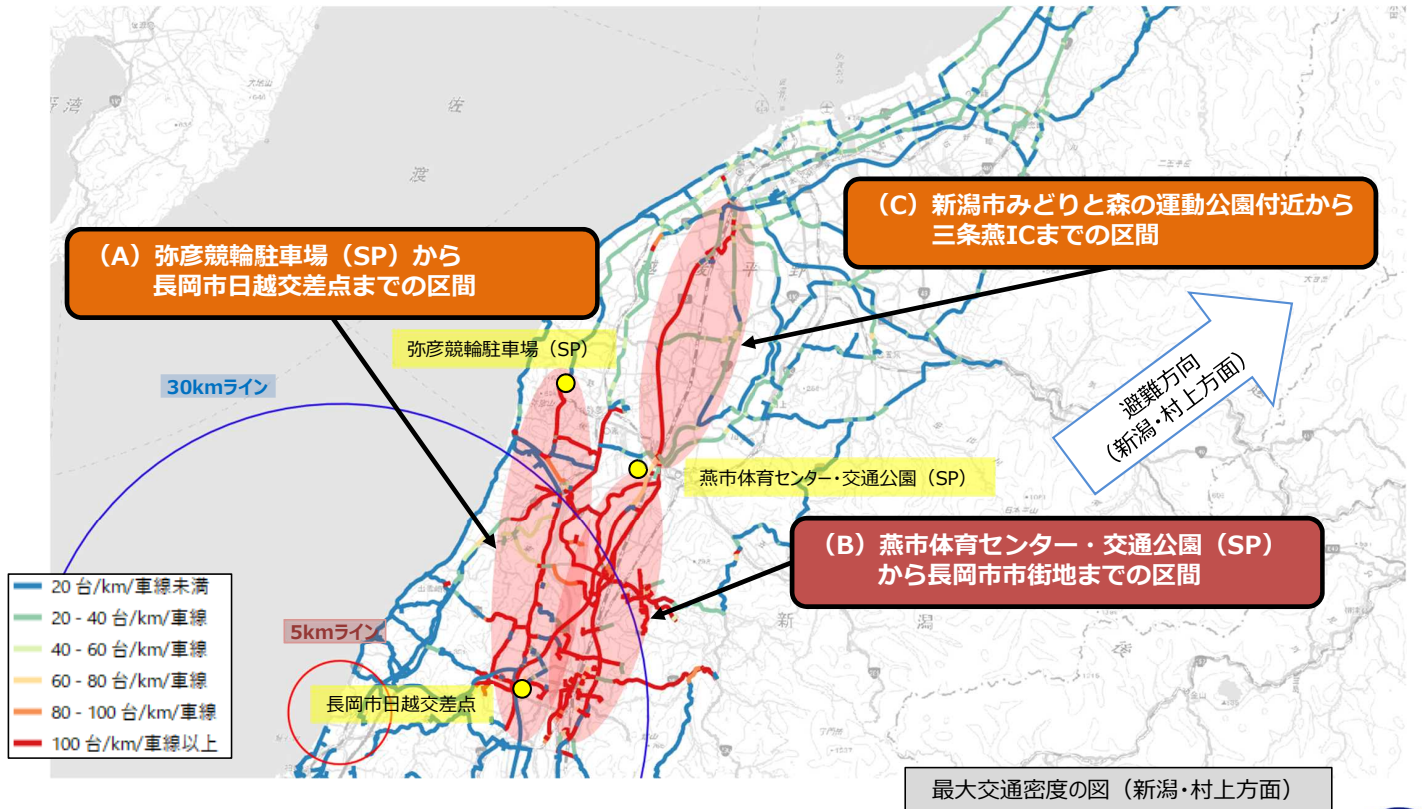 佐
渡
(C)新潟市みどりと森の運動公園付近から
三条燕ICまでの区間
(A)弥彦競輪駐車場(SP)から
長岡市日越交差点までの区間
弥彦競輪駐車場(SP)
30kmライン
避難方向
(新潟・村上方面)
燕市体育センター・交通公園(SP)
(B)燕市体育センター・交通公園(SP)
から長岡市市街地までの区間
新
潟
20 台/km/車線未満
20 - 40 台/km/車線
40 - 60 台/km/車線
60 - 80 台/km/車線
80 - 100 台/km/車線
100 台/km/車線以上
5kmライン
長岡市日越交差点
最大交通密度の図(新潟・村上方面)